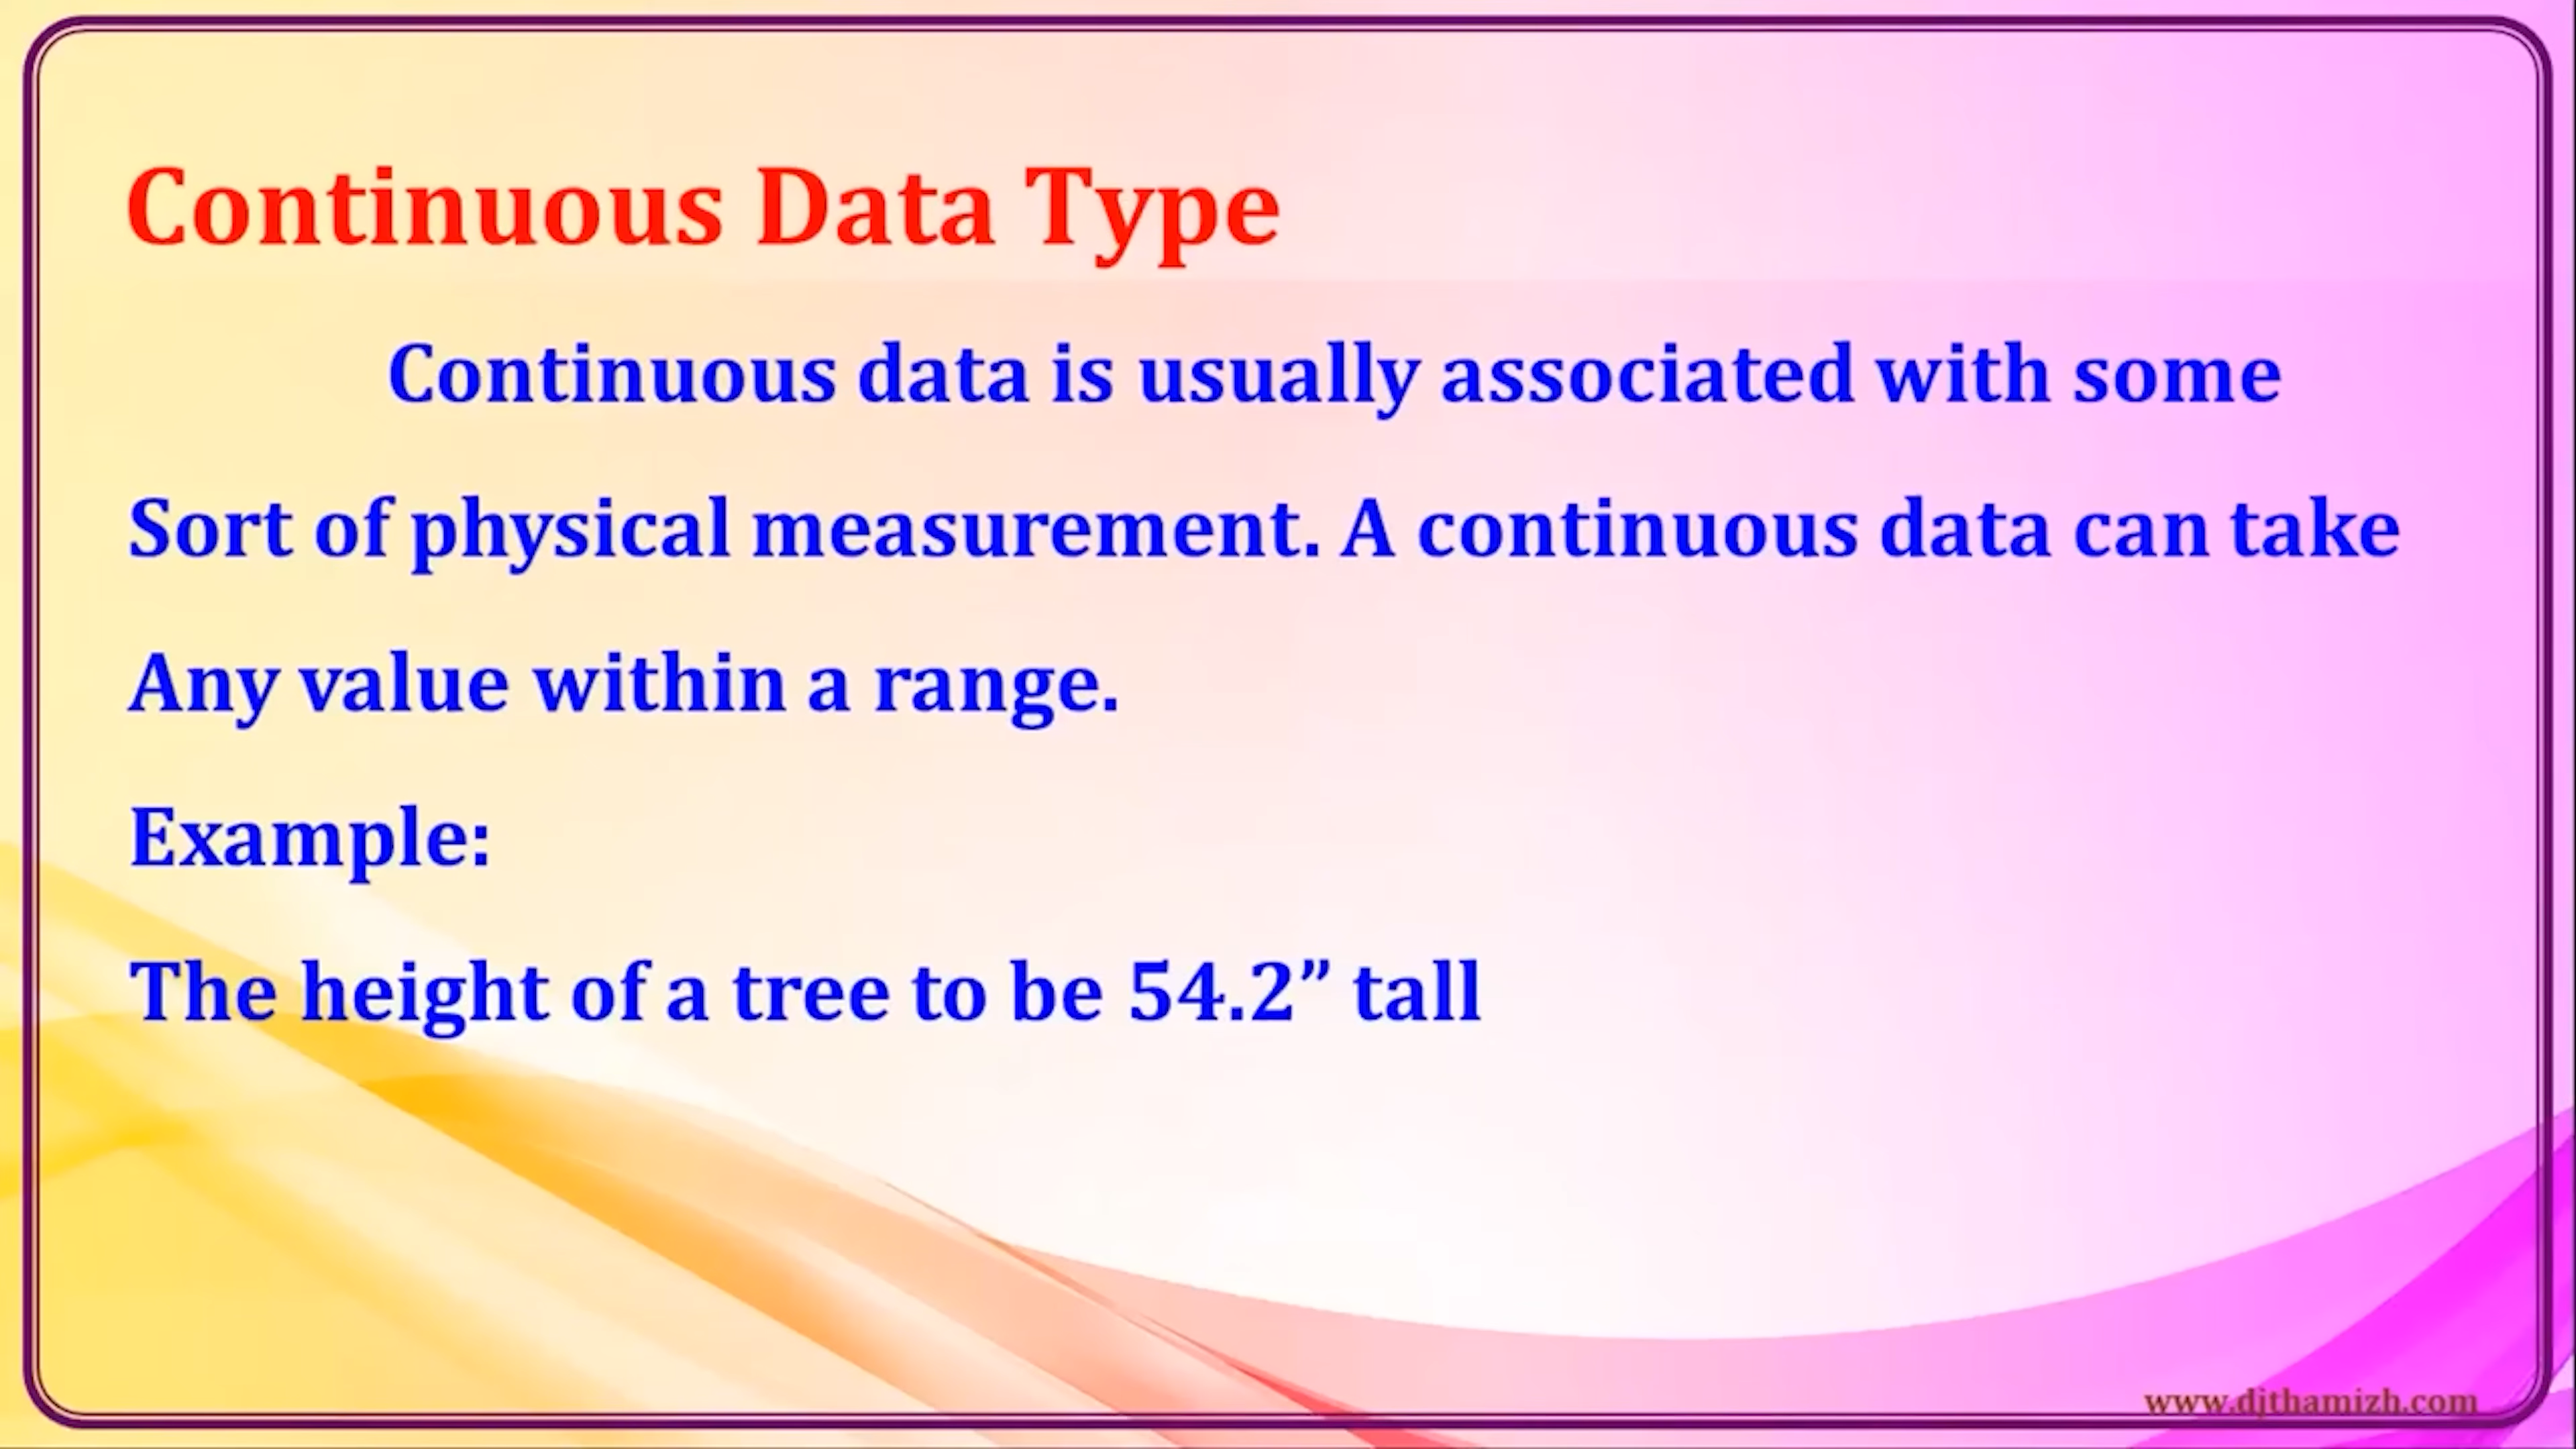 Continuous Data Type
Continuous data is usually associated with some
Sort of physical measurement. A continuous data can take
Any value within a range.
Example:
The height of a tree to be 54.2” tall
www.djthamizh.com